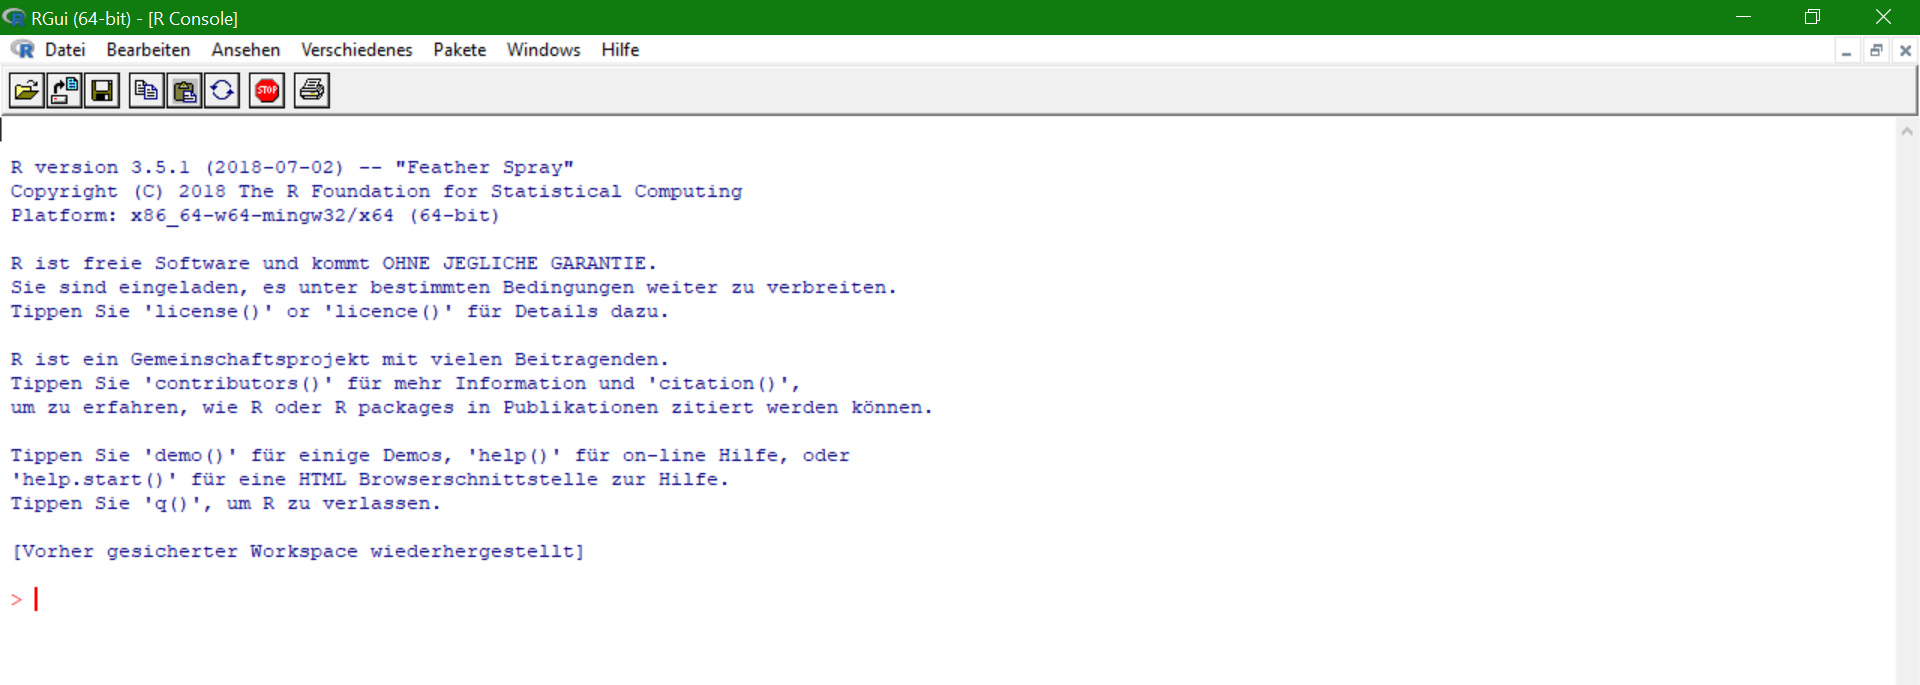 RGui (64-bit) - [R Console]
Datei Bearbeiten Ansehen Verschiedenes Pakete Windows Hilfe
STOP
R version 3.5.1 (2018-07-02) -- "Feather Spray"
Copyright (C) 2018 The R Foundation for Statistical Computing
Platform: x86_64-w64-mingw32/x64 (64-bit)
R ist freie Software und kommt OHNE JEGLICHE GARANTIE.
Sie sind eingeladen, es unter bestimmten Bedingungen weiter zu verbreiten.
Tippen Sie 'license()' or 'licence()' für Details dazu.
R ist ein Gemeinschaftsprojekt mit vielen Beitragenden.
Tippen Sie 'contributors()' für mehr Information und 'citation()',
um zu erfahren, wie R oder R packages in Publikationen zitiert werden können.
Tippen Sie 'demo()' für einige Demos, 'help()' für on-line Hilfe, oder
'help.start()' für eine HTML Browserschnittstelle zur Hilfe.
Tippen Sie 'q()', um R zu verlassen.
[Vorher gesicherter Workspace wiederhergestellt]
>